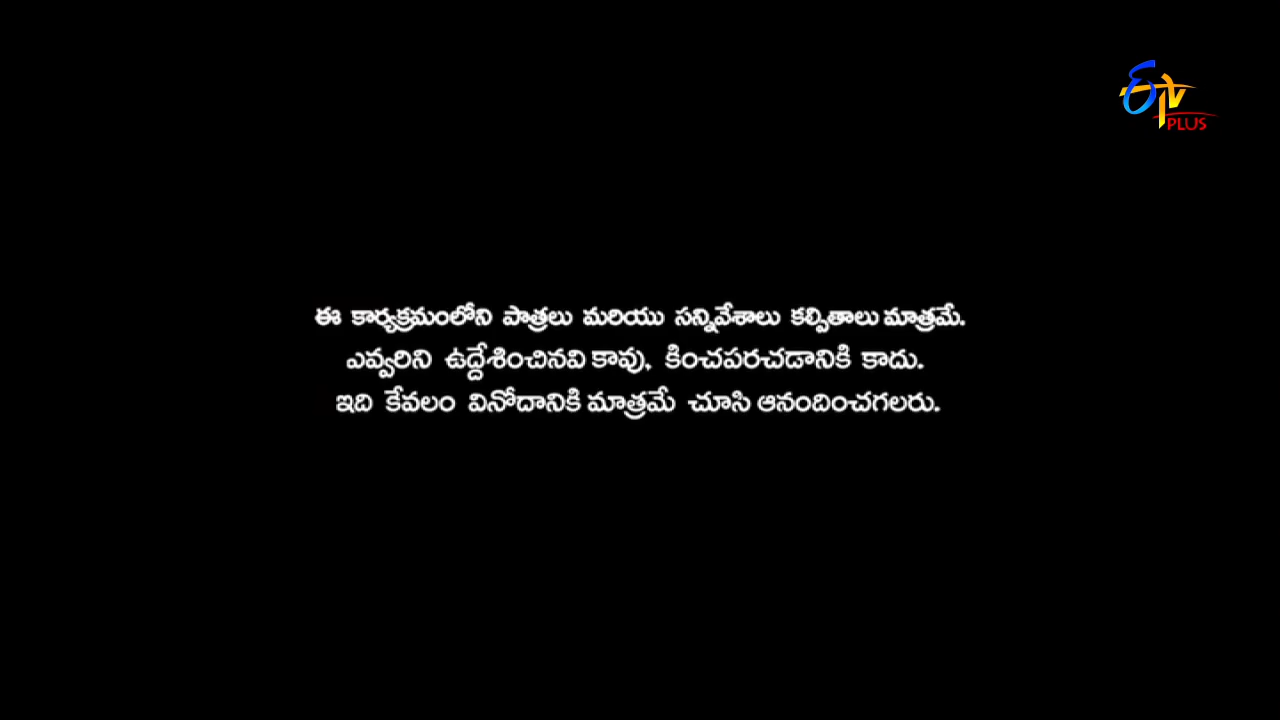 ETV
PLUS
ఈ కార్యక్రమంలోని పాత్రలు మరియు సన్నివేశాలు కల్పితాలు మాత్రమే.
ఎవ్వరిని ఉద్దేశించినవి కావు. కించపరచడానికి కాదు.
ఇది కేవలం వినోదానికి మాత్రమే చూసి ఆనందించగలరు.